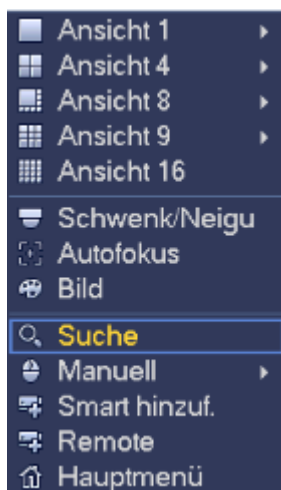 Ansicht 1
Ansicht 4
Ansicht 8
Ansicht 9
Ansicht 16
Schwenk/Neigu
Autofokus
Bild
Suche
Manuell
Smart hinzuf.
Remote
Hauptmenü